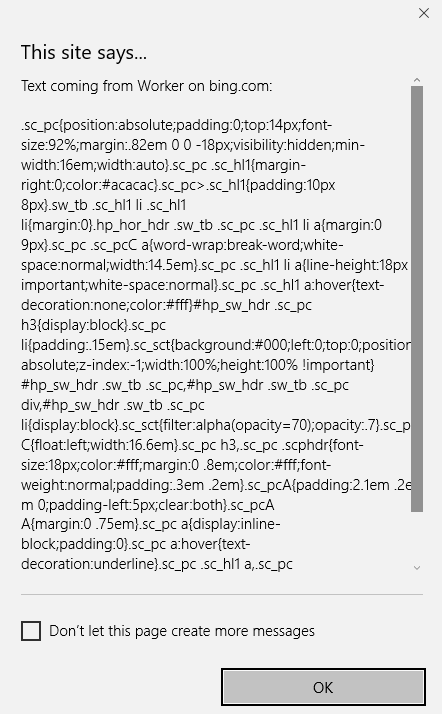 This site says...
Text coming from Worker on bing.com:
.sc_pc{position:absolute;padding:0;top:14px;font-
size:92%;margin:.82em 0 0 -18px;visibility:hidden;min-
width:16em;width:auto}.sc_pc .sc_hl1{margin-
right:0;color:#acacac}.sc_pc>.sc_hl1{padding:10px
8px}.sw_tb .sc_hl1 li .sc_hl1
li{margin:0}.hp_hor_hdr .sw_tb .sc_pc .sc_hl1 li a{margin:0
9px}.sc_pc .sc_pcC a{word-wrap:break-word;white-
space:normal;width:14.5em}.sc_pc .sc_hl1 li a{line-height:18px
important;white-space:normal}.sc_pc .sc_hl1 a:hover{text-
decoration:none;color:#fff}#hp_sw_hdr .sc_pc
h3{display:block}.sc_pc
li{padding:.15em}.sc_sct{background:#000;left:0;top:0;position
absolute;z-index:-1;width:100%;height:100% !important}
#hp_sw_hdr .sw_tb .sc_pc,#hp_sw_hdr .sw_tb .sc_pc
div,#hp_sw_hdr .sw_tb .sc_pc
li{display:block}.sc_sct{filter:alpha(opacity=70);opacity:.7}.sc_p
C{float:left;width:16.6em}.sc_pc h3,.sc_pc .scphdr{font-
size:18px;color:#fff;margin:0 .8em;color:#fff;font-
weight:normal;padding:.3em .2em}.sc_pcA{padding:2.1em .2e
m 0;padding-left:5px;clear:both}.sc_pcA
A{margin:0 .75em}.sc_pc a{display:inline-
block;padding:0}.sc_pc a:hover{text-
decoration:underline}.sc_pc .sc_hl1 a,.sc_pc
Don't let this page create more messages
OK